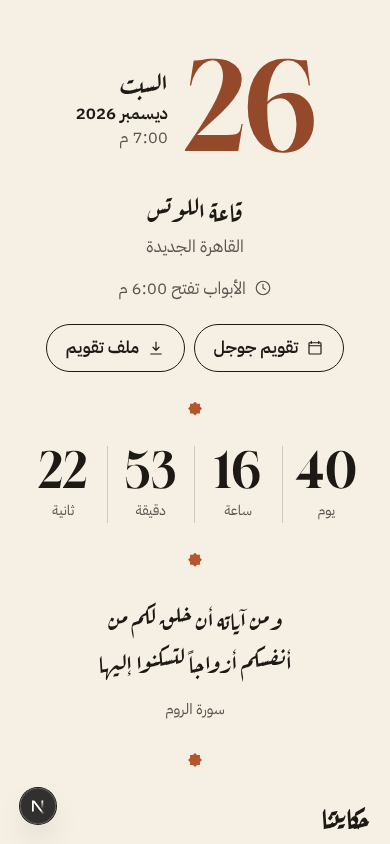 26
السبت
ديسمبر 2026
7:00 م
قاعة اللوتس
القاهرة الجديدة
الأبواب تفتح 6:00 م
تقويم جوجل
ملف تقويم
40
يوم
16
ساعة
53
دقيقة
22
ثانية
ومن آياته أن خلق لكم من
أنفسكم أزواجاً لتسكنوا إليها
سورة الروم
حكايتنا
N